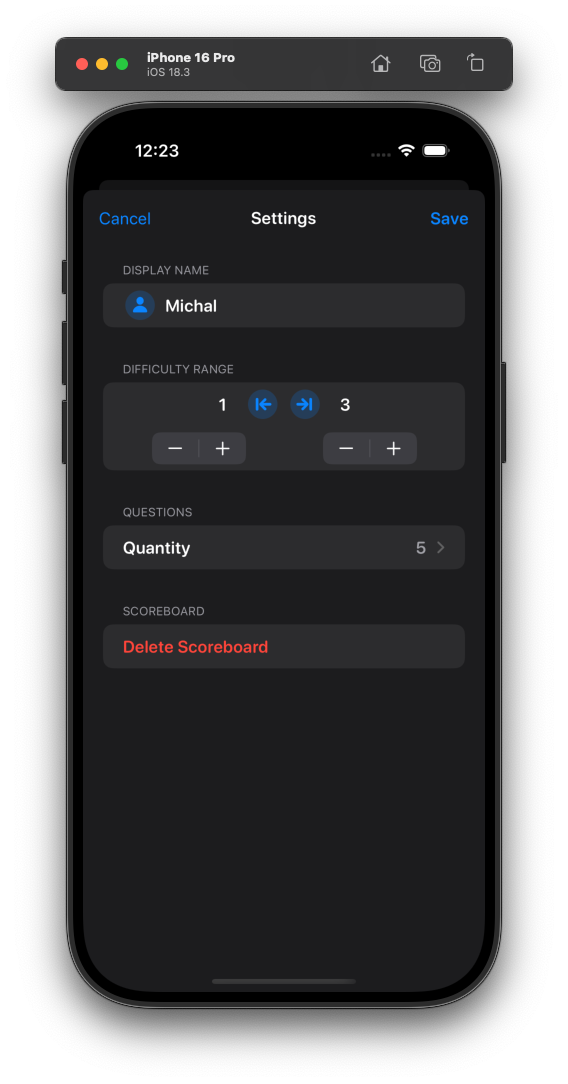 iPhone 16 Pro
iOS 18.3
12:23
Cancel Settings Save
DISPLAY NAME
Michal
DIFFICULTY RANGE
1 3
− + − +
QUESTIONS
Quantity 5
SCOREBOARD
Delete Scoreboard